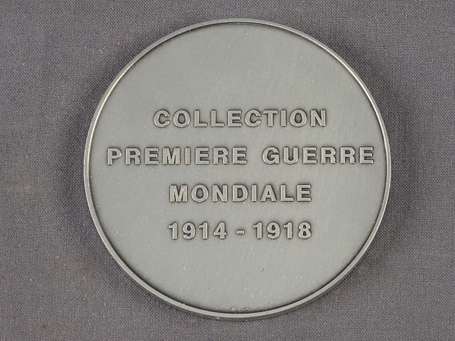 COLLECTION
PREMIERE GUERRE
MONDIALE
1914 - 1918